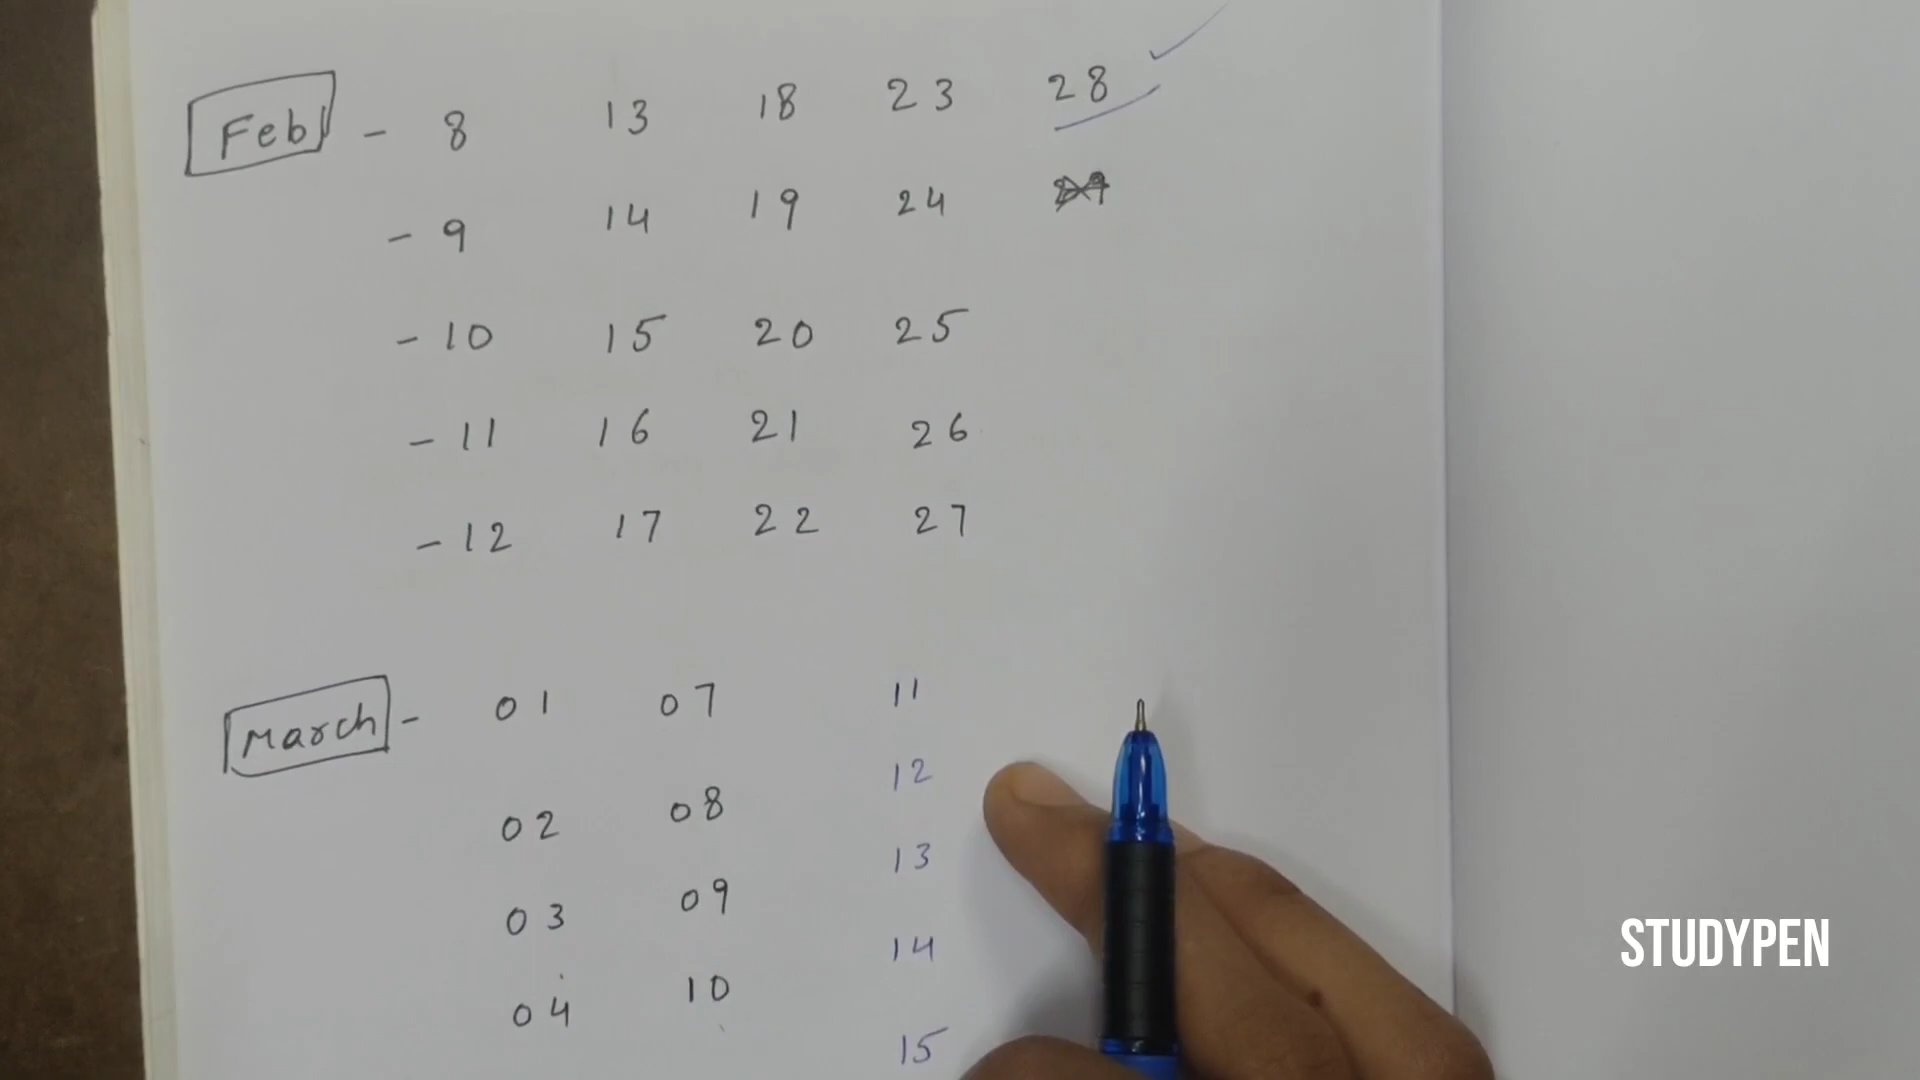 Feb - 8 13 18 23 28
- 9 14 19 24
- 10 15 20 25
- 11 16 21 26
- 12 17 22 27
March - 01 07 11
02 08 12
03 09 13
04 10 14
15
STUDYPEN